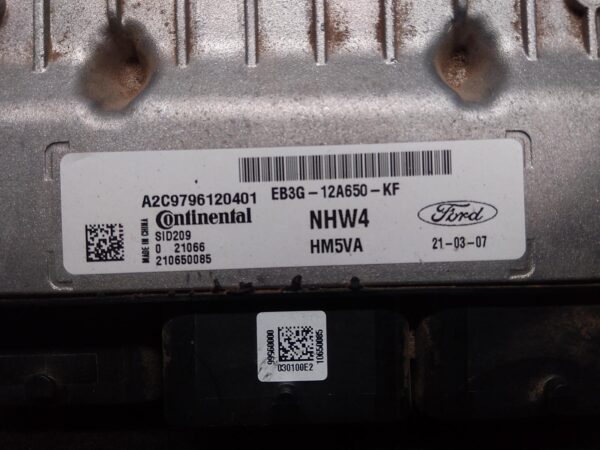 A2C9796120401 EB3G-12A650-KF
MADE IN CHINA
Continental NHW4 Ford
SID209 HM5VA 21-03-07
0 21066
210650085
99560000
030100E2
10650085